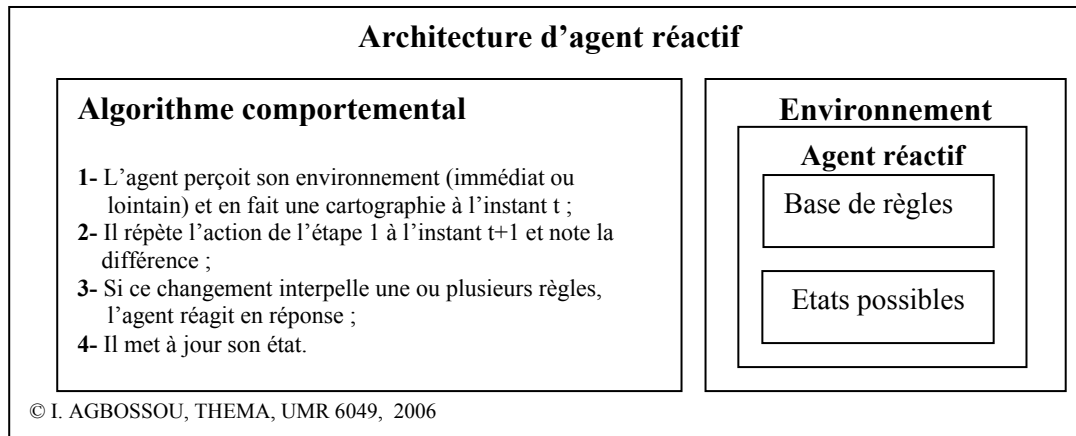 Architecture d’agent réactif
Algorithme comportemental
1- L’agent perçoit son environnement (immédiat ou
lointain) et en fait une cartographie à l’instant t ;
2- Il répète l’action de l’étape 1 à l’instant t+1 et note la
différence ;
3- Si ce changement interpelle une ou plusieurs règles,
l’agent réagit en réponse ;
4- Il met à jour son état.
Environnement
Agent réactif
Base de règles
Etats possibles
© I. AGBOSSOU, THEMA, UMR 6049, 2006